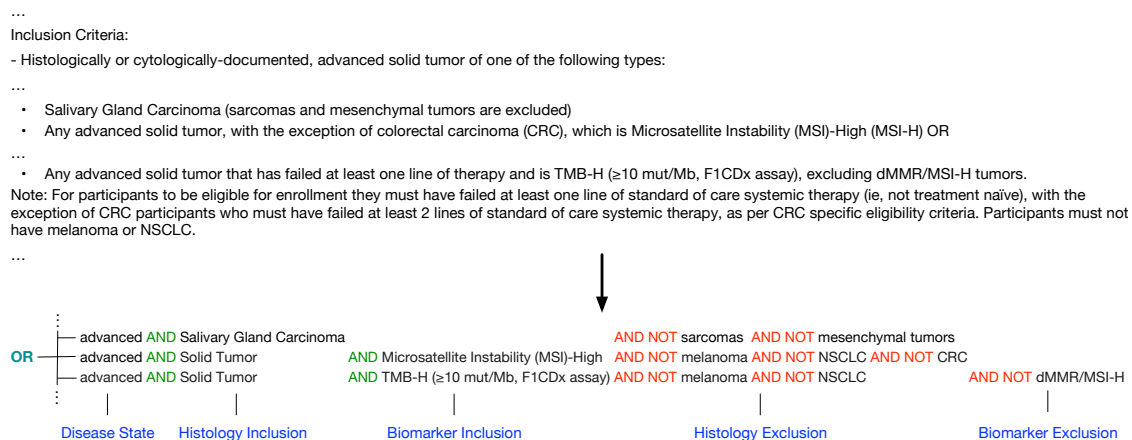 …
Inclusion Criteria:
- Histologically or cytologically-documented, advanced solid tumor of one of the following types:
…
• Salivary Gland Carcinoma (sarcomas and mesenchymal tumors are excluded)
• Any advanced solid tumor, with the exception of colorectal carcinoma (CRC), which is Microsatellite Instability (MSI)-High (MSI-H) OR
…
• Any advanced solid tumor that has failed at least one line of therapy and is TMB-H (≥10 mut/Mb, F1CDx assay), excluding dMMR/MSI-H tumors.
Note: For participants to be eligible for enrollment they must have failed at least one line of standard of care systemic therapy (ie, not treatment naïve), with the
exception of CRC participants who must have failed at least 2 lines of standard of care systemic therapy, as per CRC specific eligibility criteria. Participants must not
have melanoma or NSCLC.
…
advanced AND Salivary Gland Carcinoma AND NOT sarcomas AND NOT mesenchymal tumors
OR advanced AND Solid Tumor AND Microsatellite Instability (MSI)-High AND NOT melanoma AND NOT NSCLC AND NOT CRC
advanced AND Solid Tumor AND TMB-H (≥10 mut/Mb, F1CDx assay) AND NOT melanoma AND NOT NSCLC AND NOT dMMR/MSI-H
Disease State Histology Inclusion Biomarker Inclusion Histology Exclusion Biomarker Exclusion